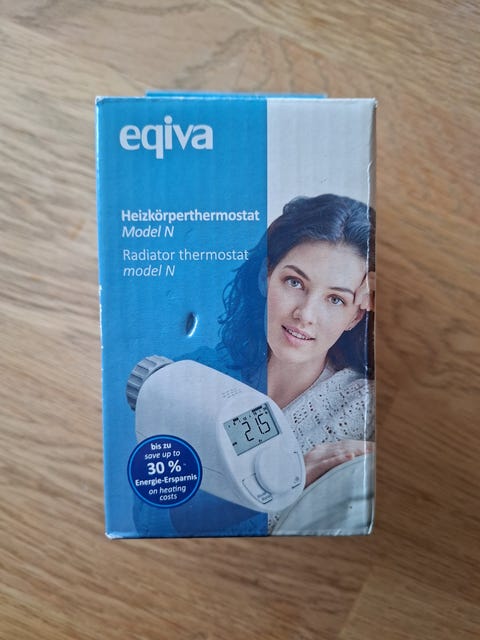 eqiva
Heizkörperthermostat
Model N
Radiator thermostat
model N
21.5
bis zu
save up to
30 %
Energie-Ersparnis
on heating
costs